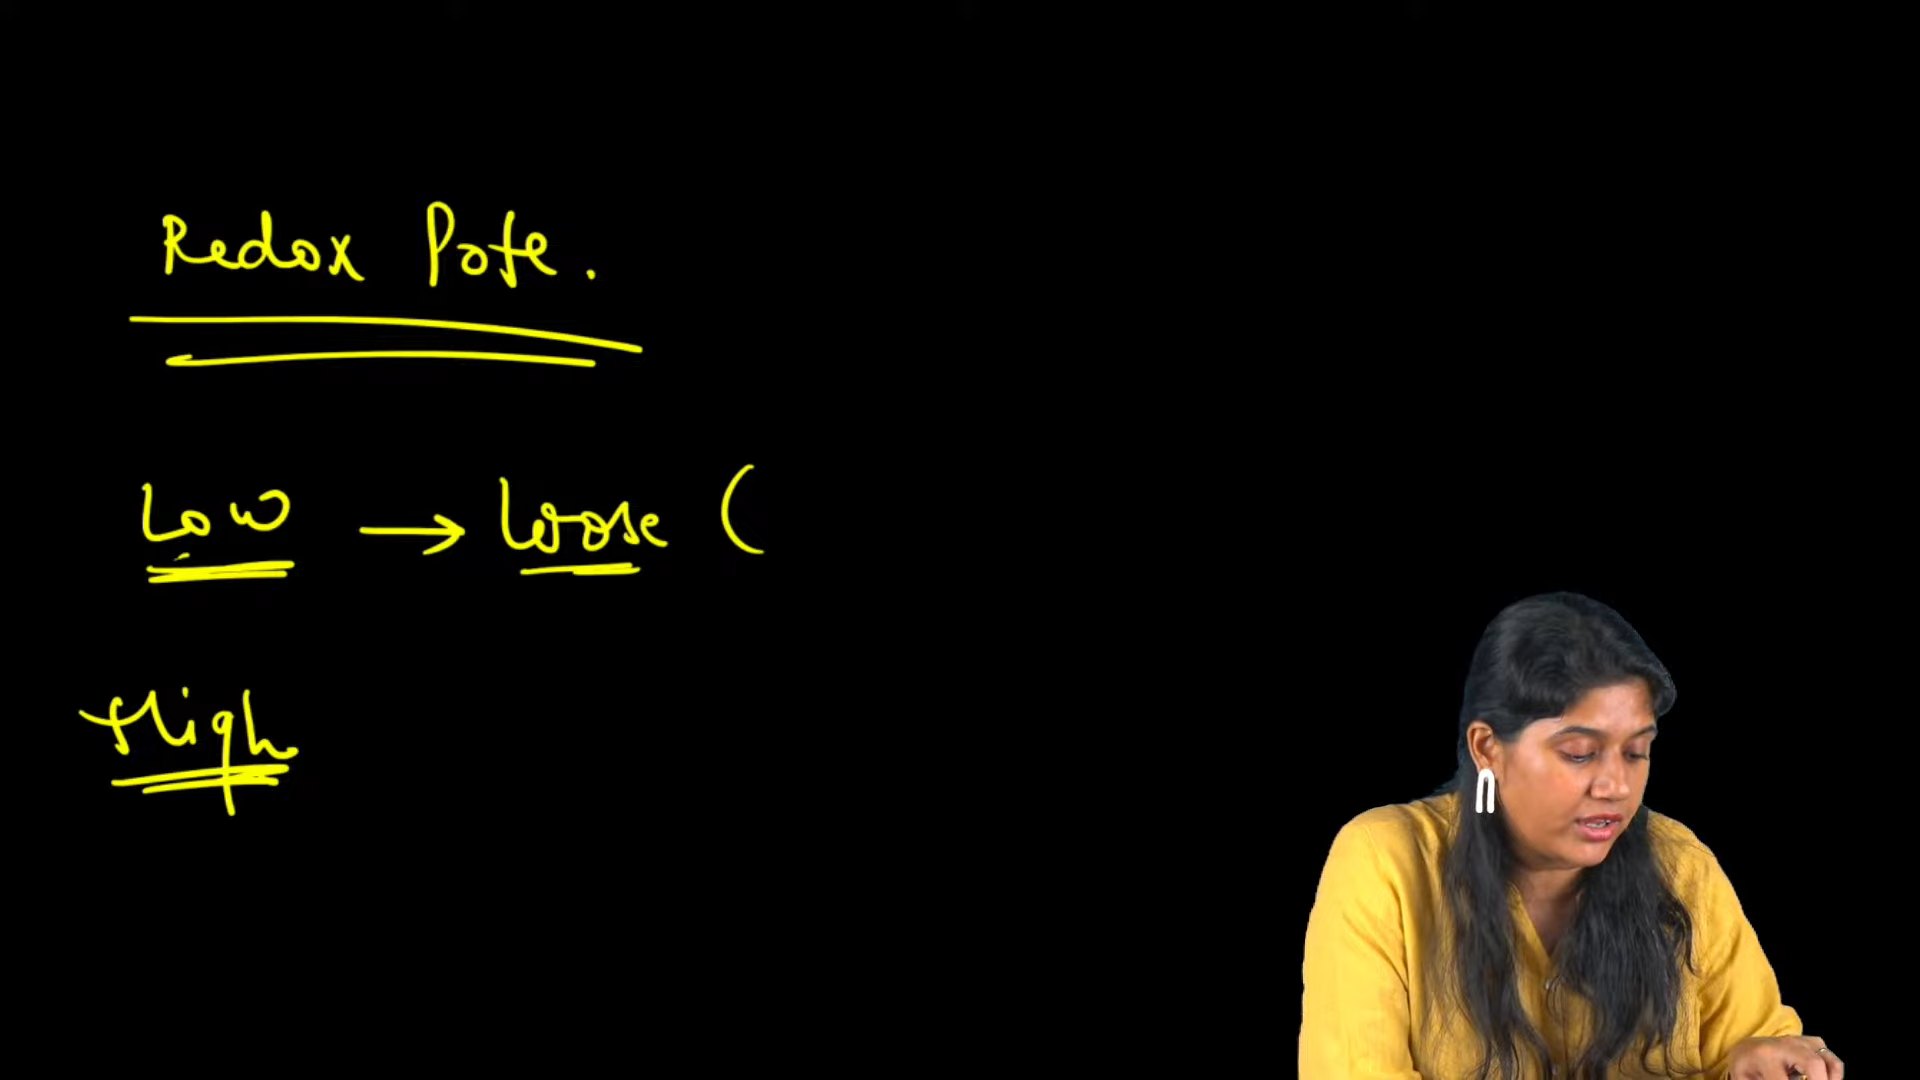 Redox Pote.
Low → Loose (
High